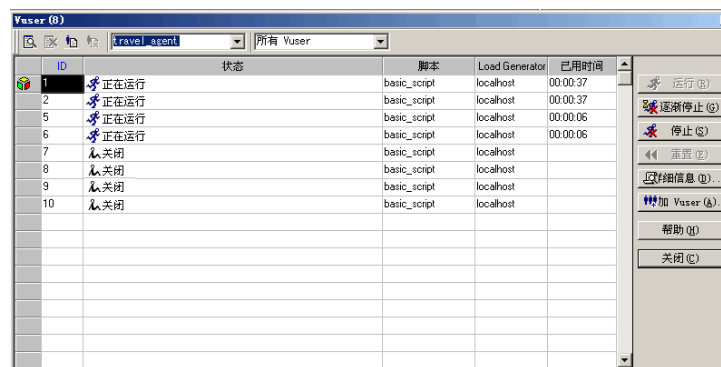 Vuser (8)
travel_agent 所有 Vuser
ID 状态 脚本 Load Generator 已用时间
1 正在运行 basic_script localhost 00:00:37
2 正在运行 basic_script localhost 00:00:37
5 正在运行 basic_script localhost 00:00:06
6 正在运行 basic_script localhost 00:00:06
7 关闭 basic_script localhost
8 关闭 basic_script localhost
9 关闭 basic_script localhost
10 关闭 basic_script localhost
运行(R)
逐渐停止(G)
停止(S)
重置(E)
详细信息(D)..
加 Vuser(A).
帮助(H)
关闭(C)